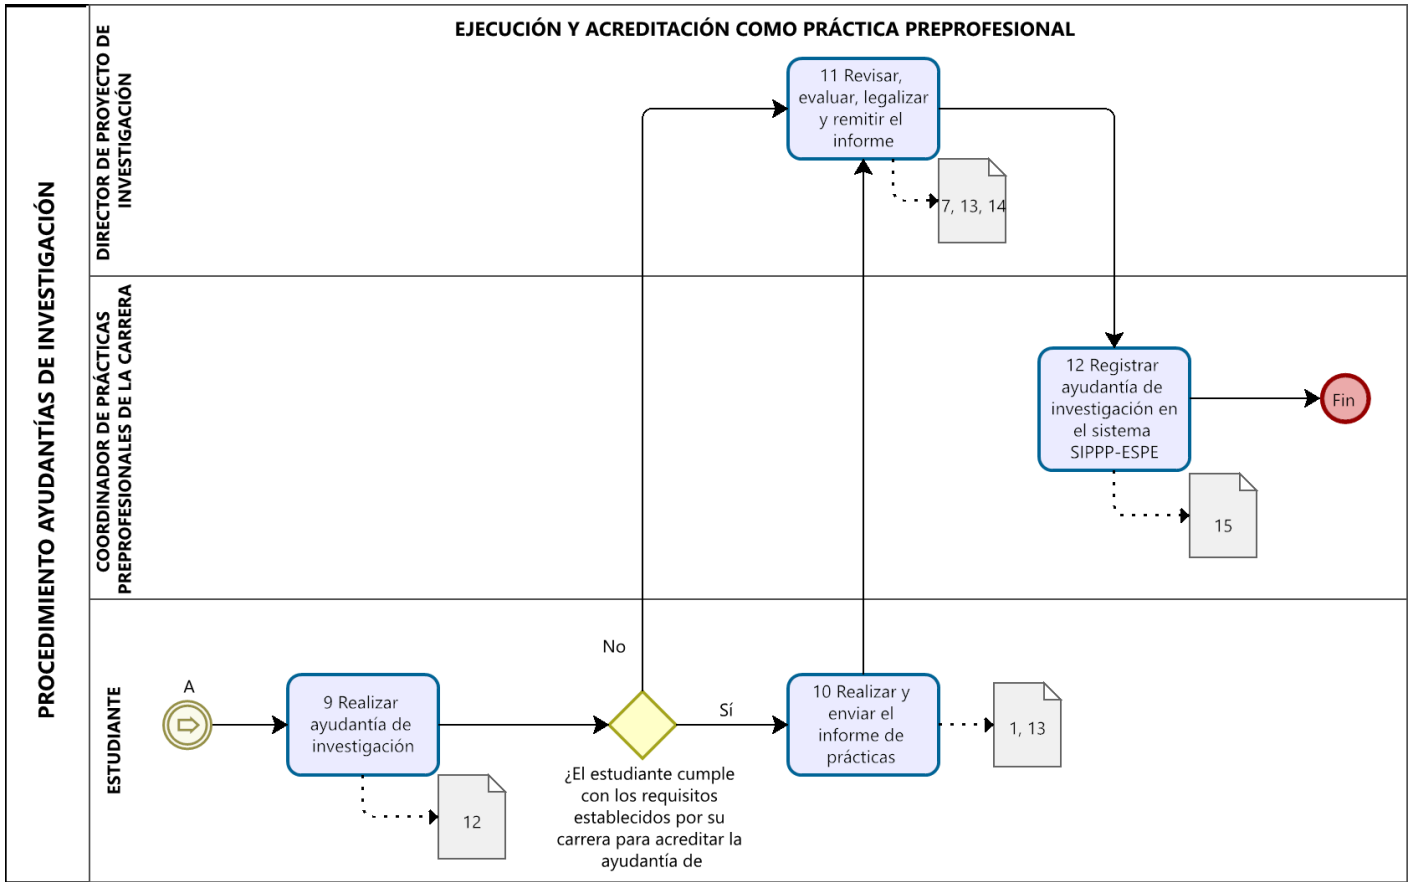 EJECUCIÓN Y ACREDITACIÓN COMO PRÁCTICA PREPROFESIONAL
PROCEDIMIENTO AYUDANTÍAS DE INVESTIGACIÓN
DIRECTOR DE PROYECTO DE
INVESTIGACIÓN
11 Revisar,
evaluar, legalizar
y remitir el
informe
7, 13, 14
COORDINADOR DE PRÁCTICAS
PREPROFESIONALES DE LA CARRERA
12 Registrar
ayudantía de
investigación en
el sistema
SIPPP-ESPE
Fin
15
ESTUDIANTE
A
9 Realizar
ayudantía de
investigación
12
No
Sí
¿El estudiante cumple
con los requisitos
establecidos por su
carrera para acreditar la
ayudantía de
10 Realizar y
enviar el
informe de
prácticas
1, 13